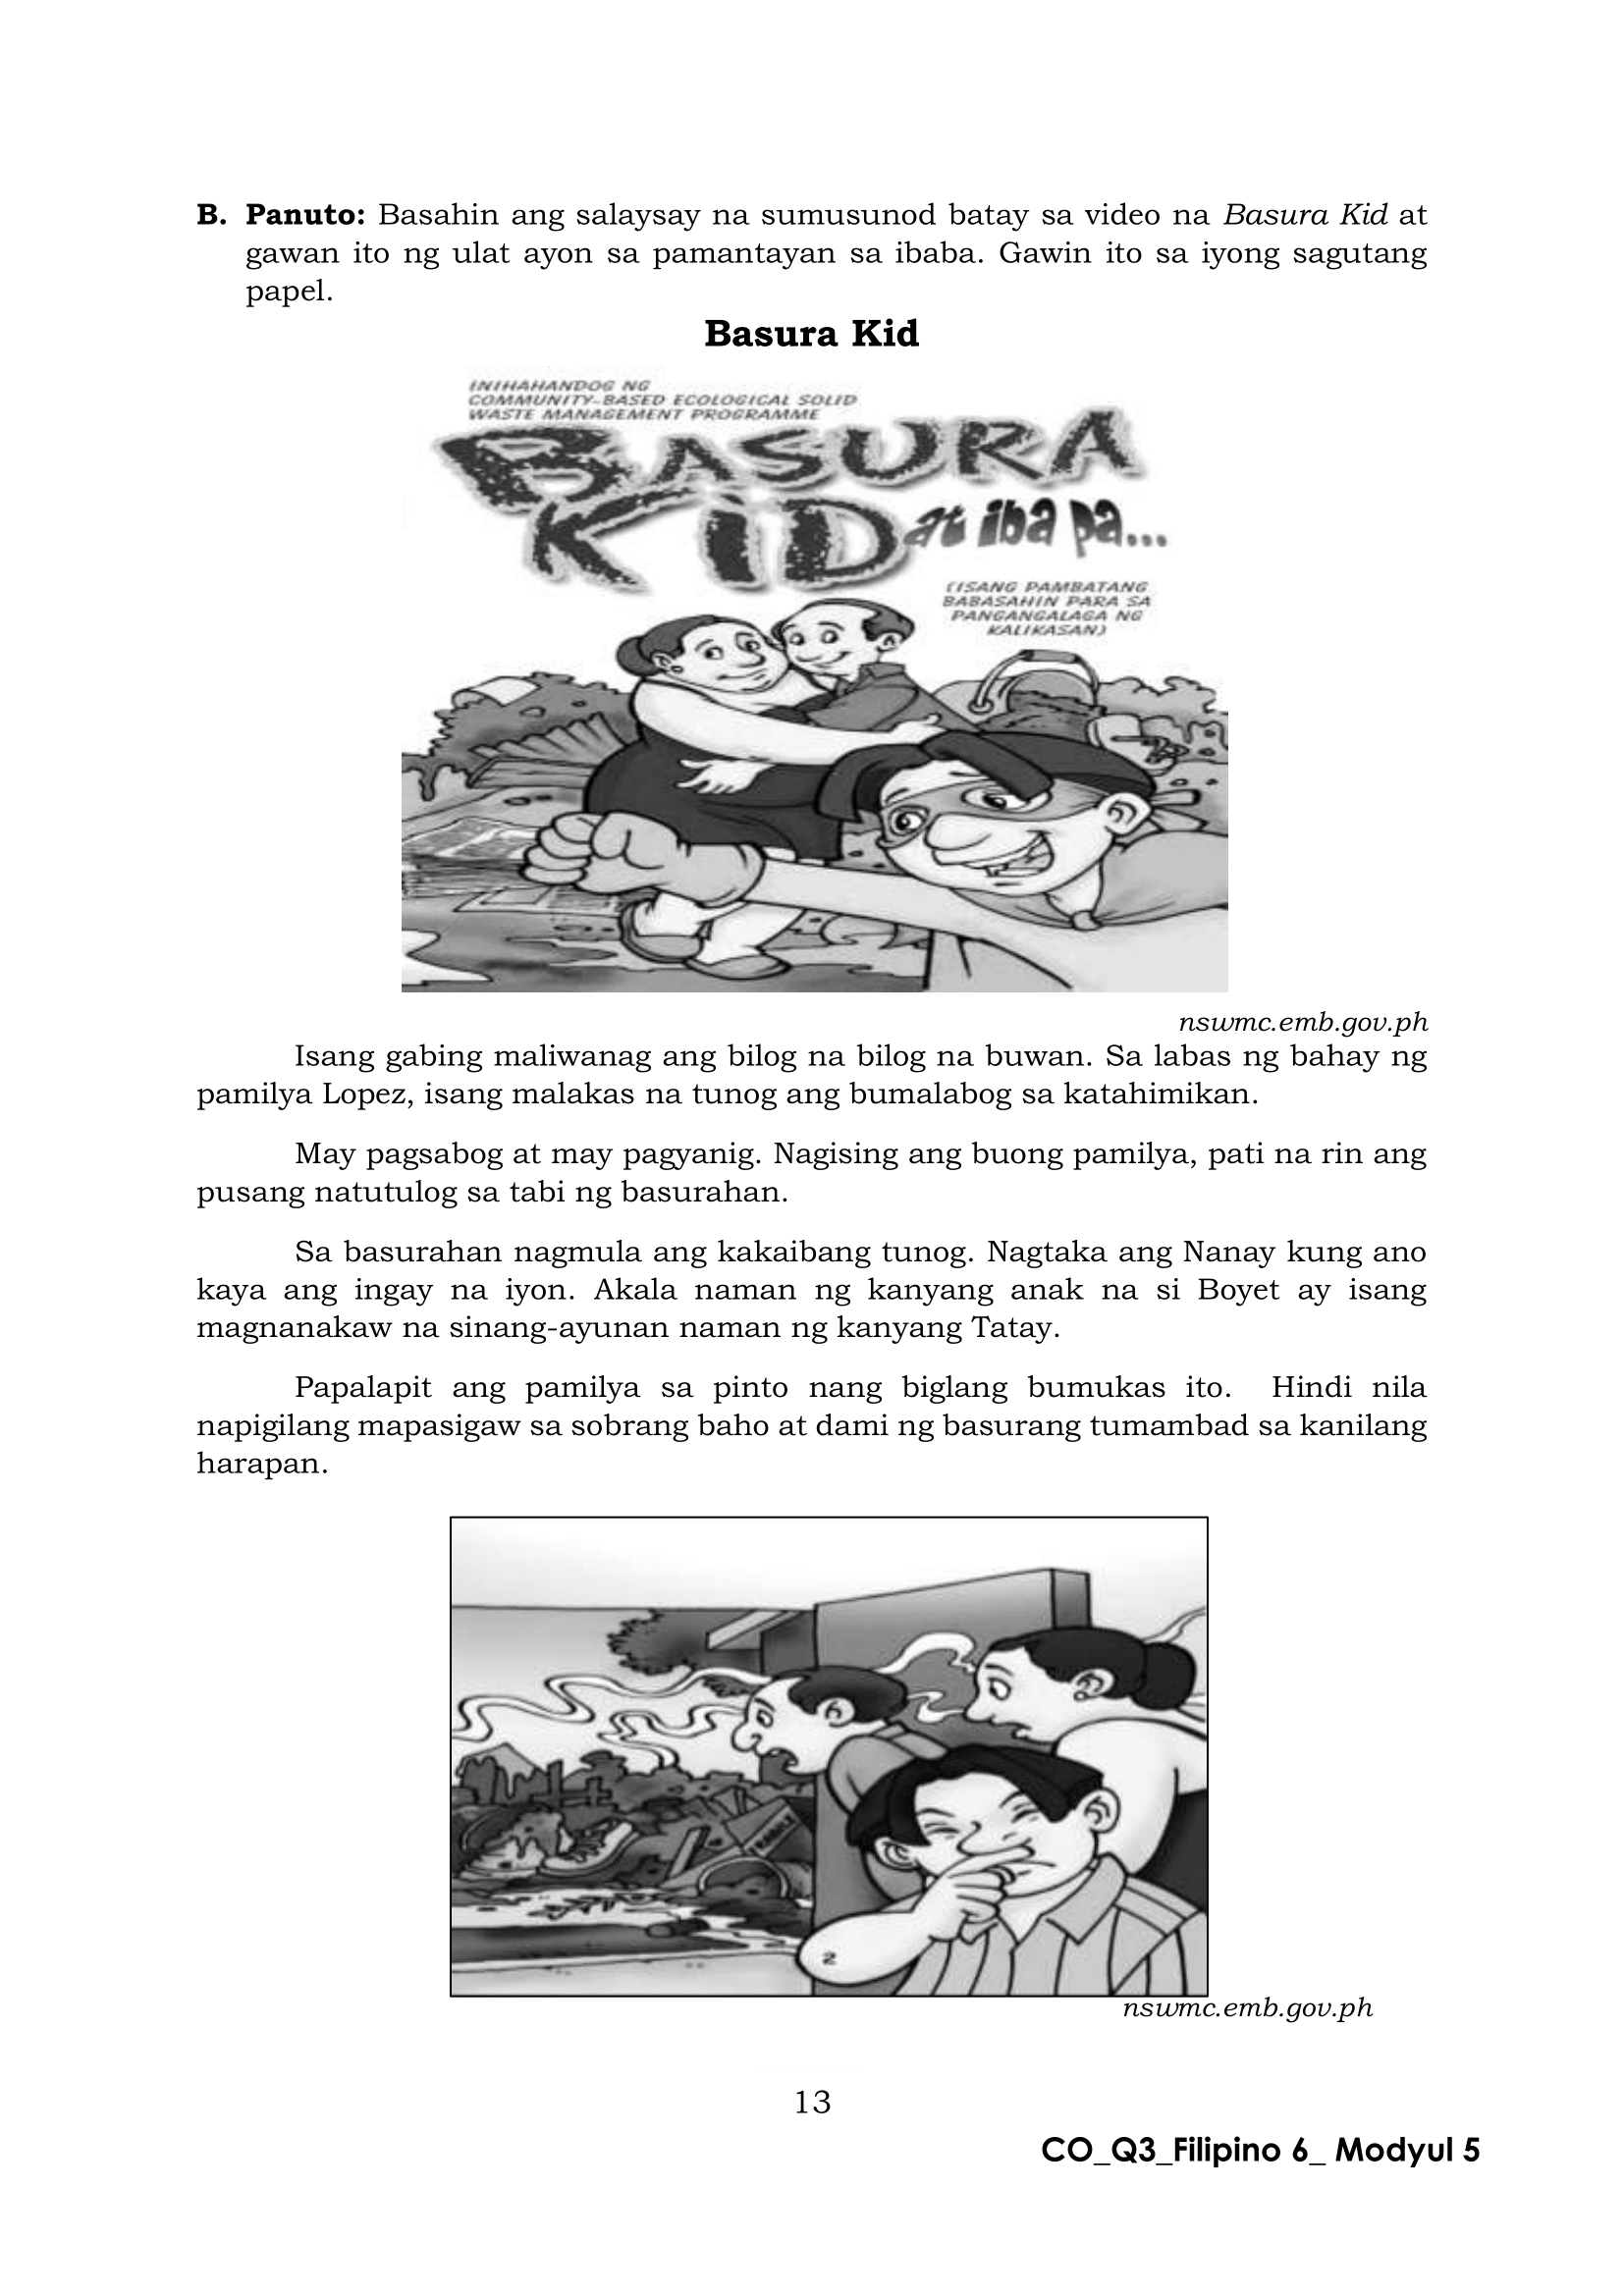 B. Panuto: Basahin ang salaysay na sumusunod batay sa video na Basura Kid at
gawan ito ng ulat ayon sa pamantayan sa ibaba. Gawin ito sa iyong sagutang
papel.
Basura Kid
INIHAHANDOG NG
COMMUNITY-BASED ECOLOGICAL SOLID
WASTE MANAGEMENT PROGRAMME
BASURA
KID at iba pa...
(ISANG PAMBATANG
BABASAHIN PARA SA
PANGANGALAGA NG
KALIKASAN)
nswmc.emb.gov.ph
Isang gabing maliwanag ang bilog na bilog na buwan. Sa labas ng bahay ng
pamilya Lopez, isang malakas na tunog ang bumalabog sa katahimikan.
May pagsabog at may pagyanig. Nagising ang buong pamilya, pati na rin ang
pusang natutulog sa tabi ng basurahan.
Sa basurahan nagmula ang kakaibang tunog. Nagtaka ang Nanay kung ano
kaya ang ingay na iyon. Akala naman ng kanyang anak na si Boyet ay isang
magnanakaw na sinang-ayunan naman ng kanyang Tatay.
Papalapit ang pamilya sa pinto nang biglang bumukas ito. Hindi nila
napigilang mapasigaw sa sobrang baho at dami ng basurang tumambad sa kanilang
harapan.
FRAGILE
2
nswmc.emb.gov.ph
13
CO_Q3_Filipino 6_ Modyul 5